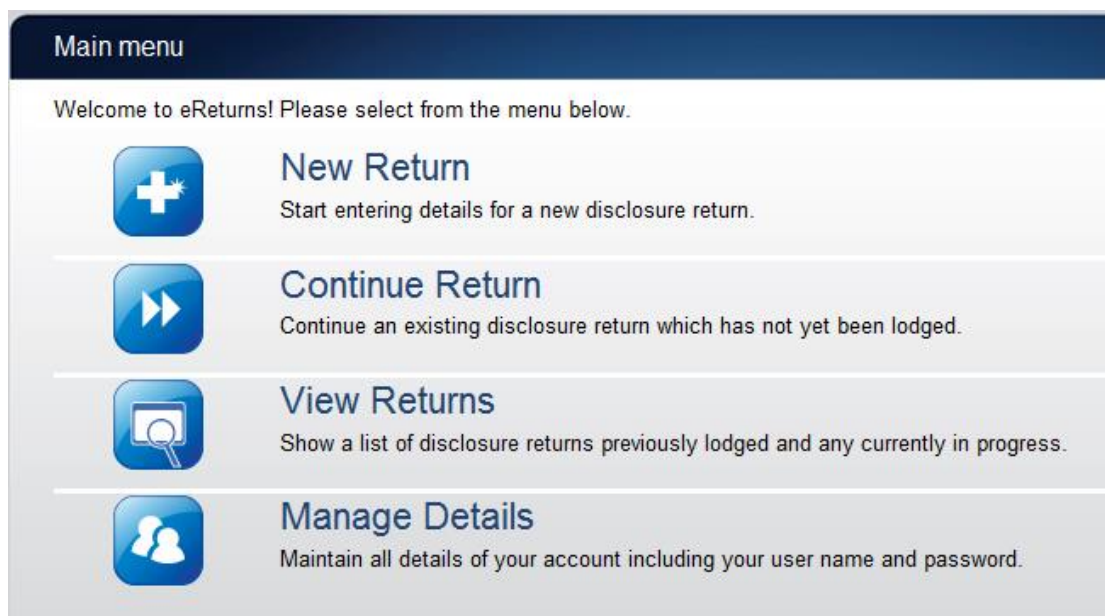 Main menu
Welcome to eReturns! Please select from the menu below.
New Return
Start entering details for a new disclosure return.
Continue Return
Continue an existing disclosure return which has not yet been lodged.
View Returns
Show a list of disclosure returns previously lodged and any currently in progress.
Manage Details
Maintain all details of your account including your user name and password.